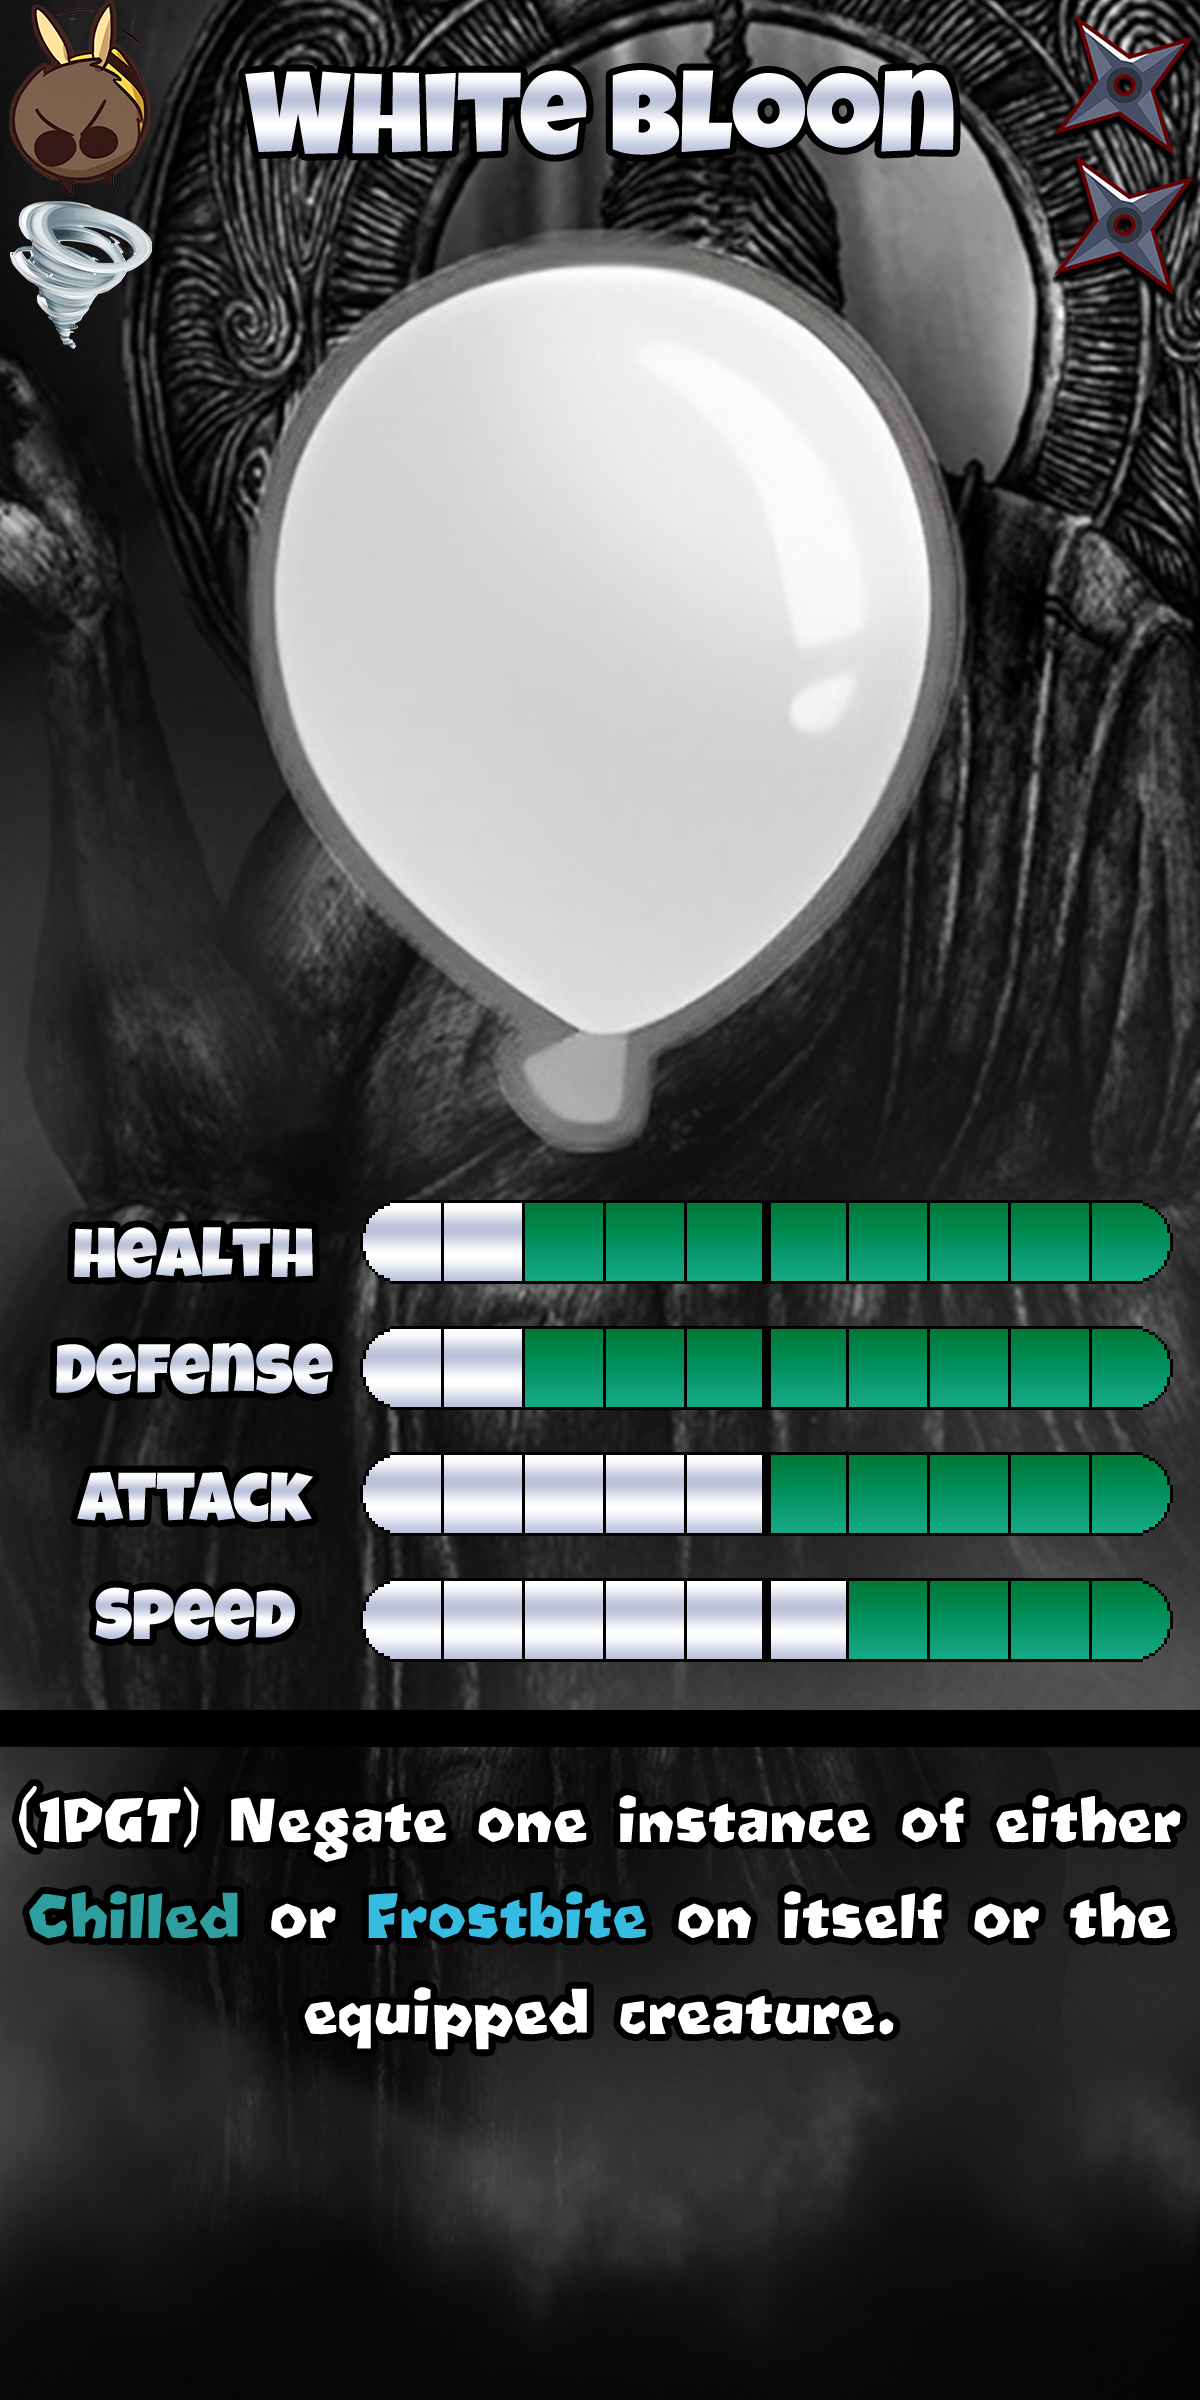 WHITE BLOON
HEALTH
DEFENSE
ATTACK
SPEED
(1PGT) Negate one instance of either
Chilled or Frostbite on itself or the
equipped creature.